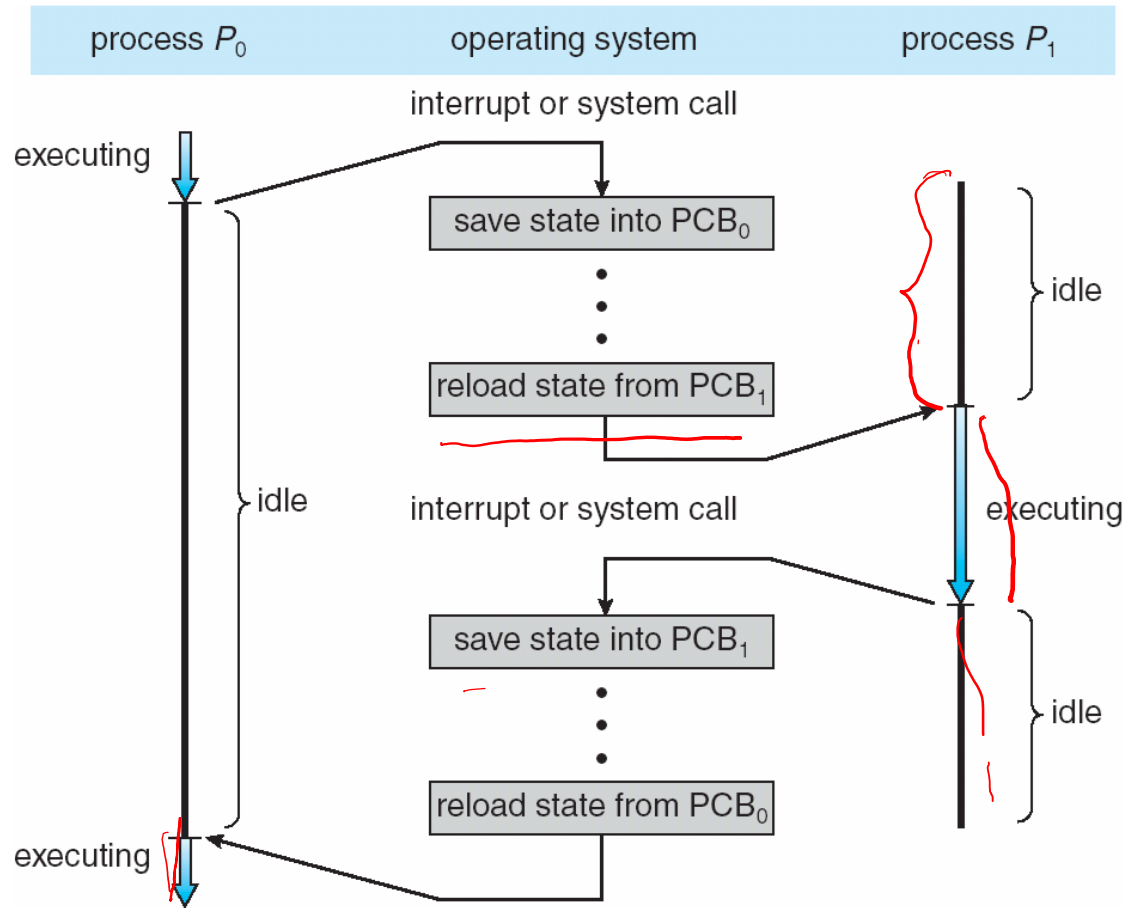 process P₀ operating system process P₁
interrupt or system call
executing
save state into PCB₀
idle
reload state from PCB₁
idle
interrupt or system call
executing
save state into PCB₁
idle
reload state from PCB₀
executing